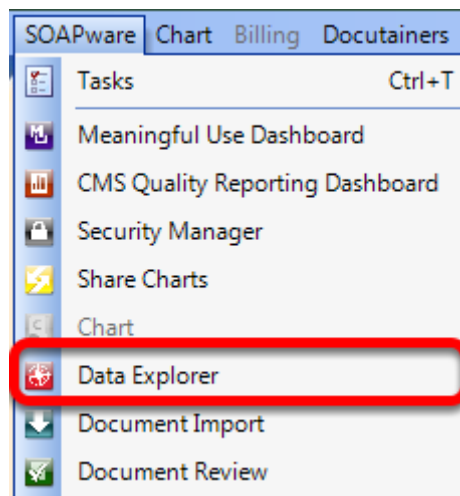 SOAPware Chart Billing Docutainers
Tasks Ctrl+T
Meaningful Use Dashboard
CMS Quality Reporting Dashboard
Security Manager
Share Charts
Chart
Data Explorer
Document Import
Document Review